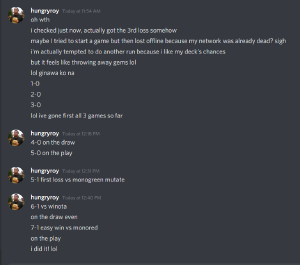 hungryroy Today at 11:54 AM
oh wth
i checked just now, actually got the 3rd loss somehow
maybe I tried to start a game but then lost offline because my network was already dead? sigh
i'm actually tempted to do another run because i like my deck's chances
but it feels like throwing away gems lol
lol ginawa ko na
1-0
2-0
3-0
lol ive gone first all 3 games so far
hungryroy Today at 12:18 PM
4-0 on the draw
5-0 on the play
hungryroy Today at 12:31 PM
5-1 first loss vs monogreen mutate
hungryroy Today at 12:40 PM
6-1 vs winota
on the draw even
7-1 easy win vs monored
on the play
i did it! lol